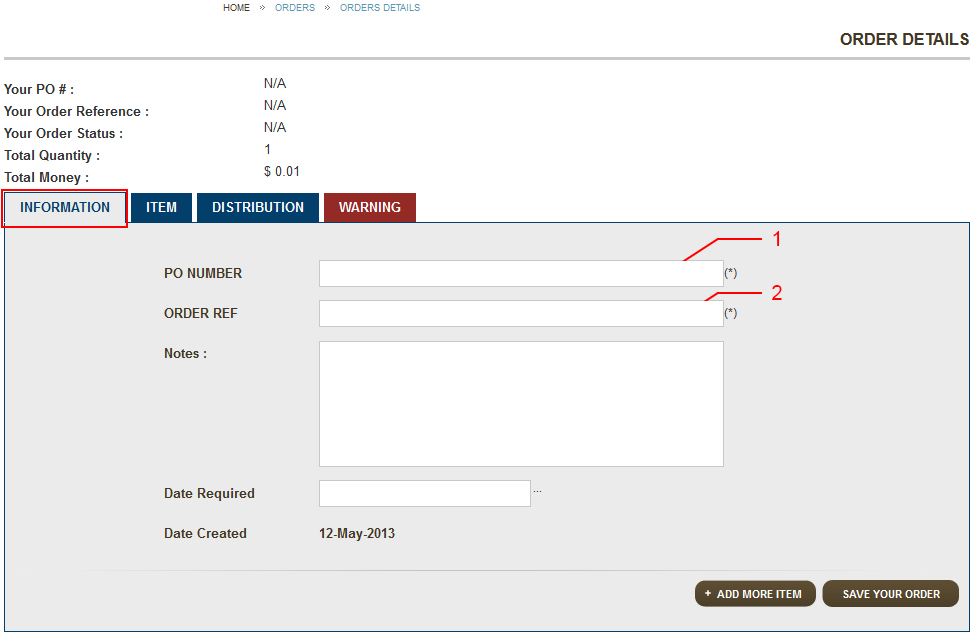 HOME » ORDERS » ORDERS DETAILS
ORDER DETAILS
Your PO # : N/A
Your Order Reference : N/A
Your Order Status : N/A
Total Quantity : 1
Total Money : $ 0.01
INFORMATION ITEM DISTRIBUTION WARNING
1
PO NUMBER (*)
2
ORDER REF (*)
Notes :
Date Required ...
Date Created 12-May-2013
+ ADD MORE ITEM SAVE YOUR ORDER